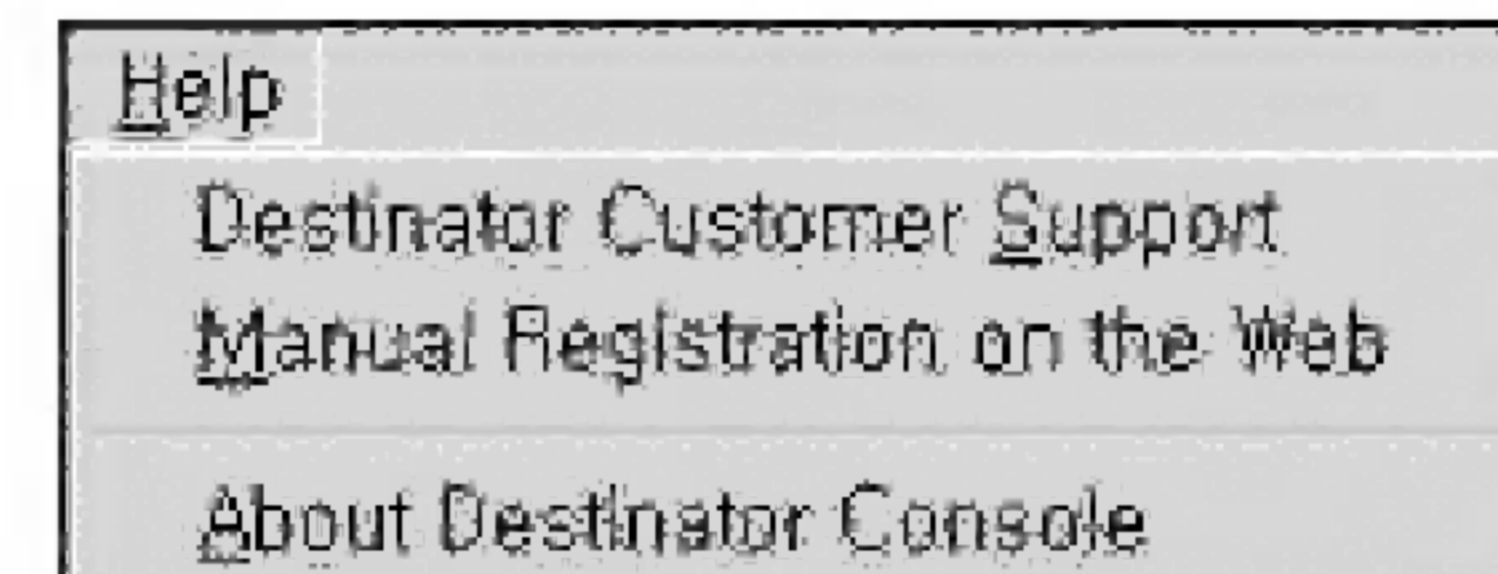 Help
Destinator Customer Support
Manual Registration on the Web
About Destinator Console